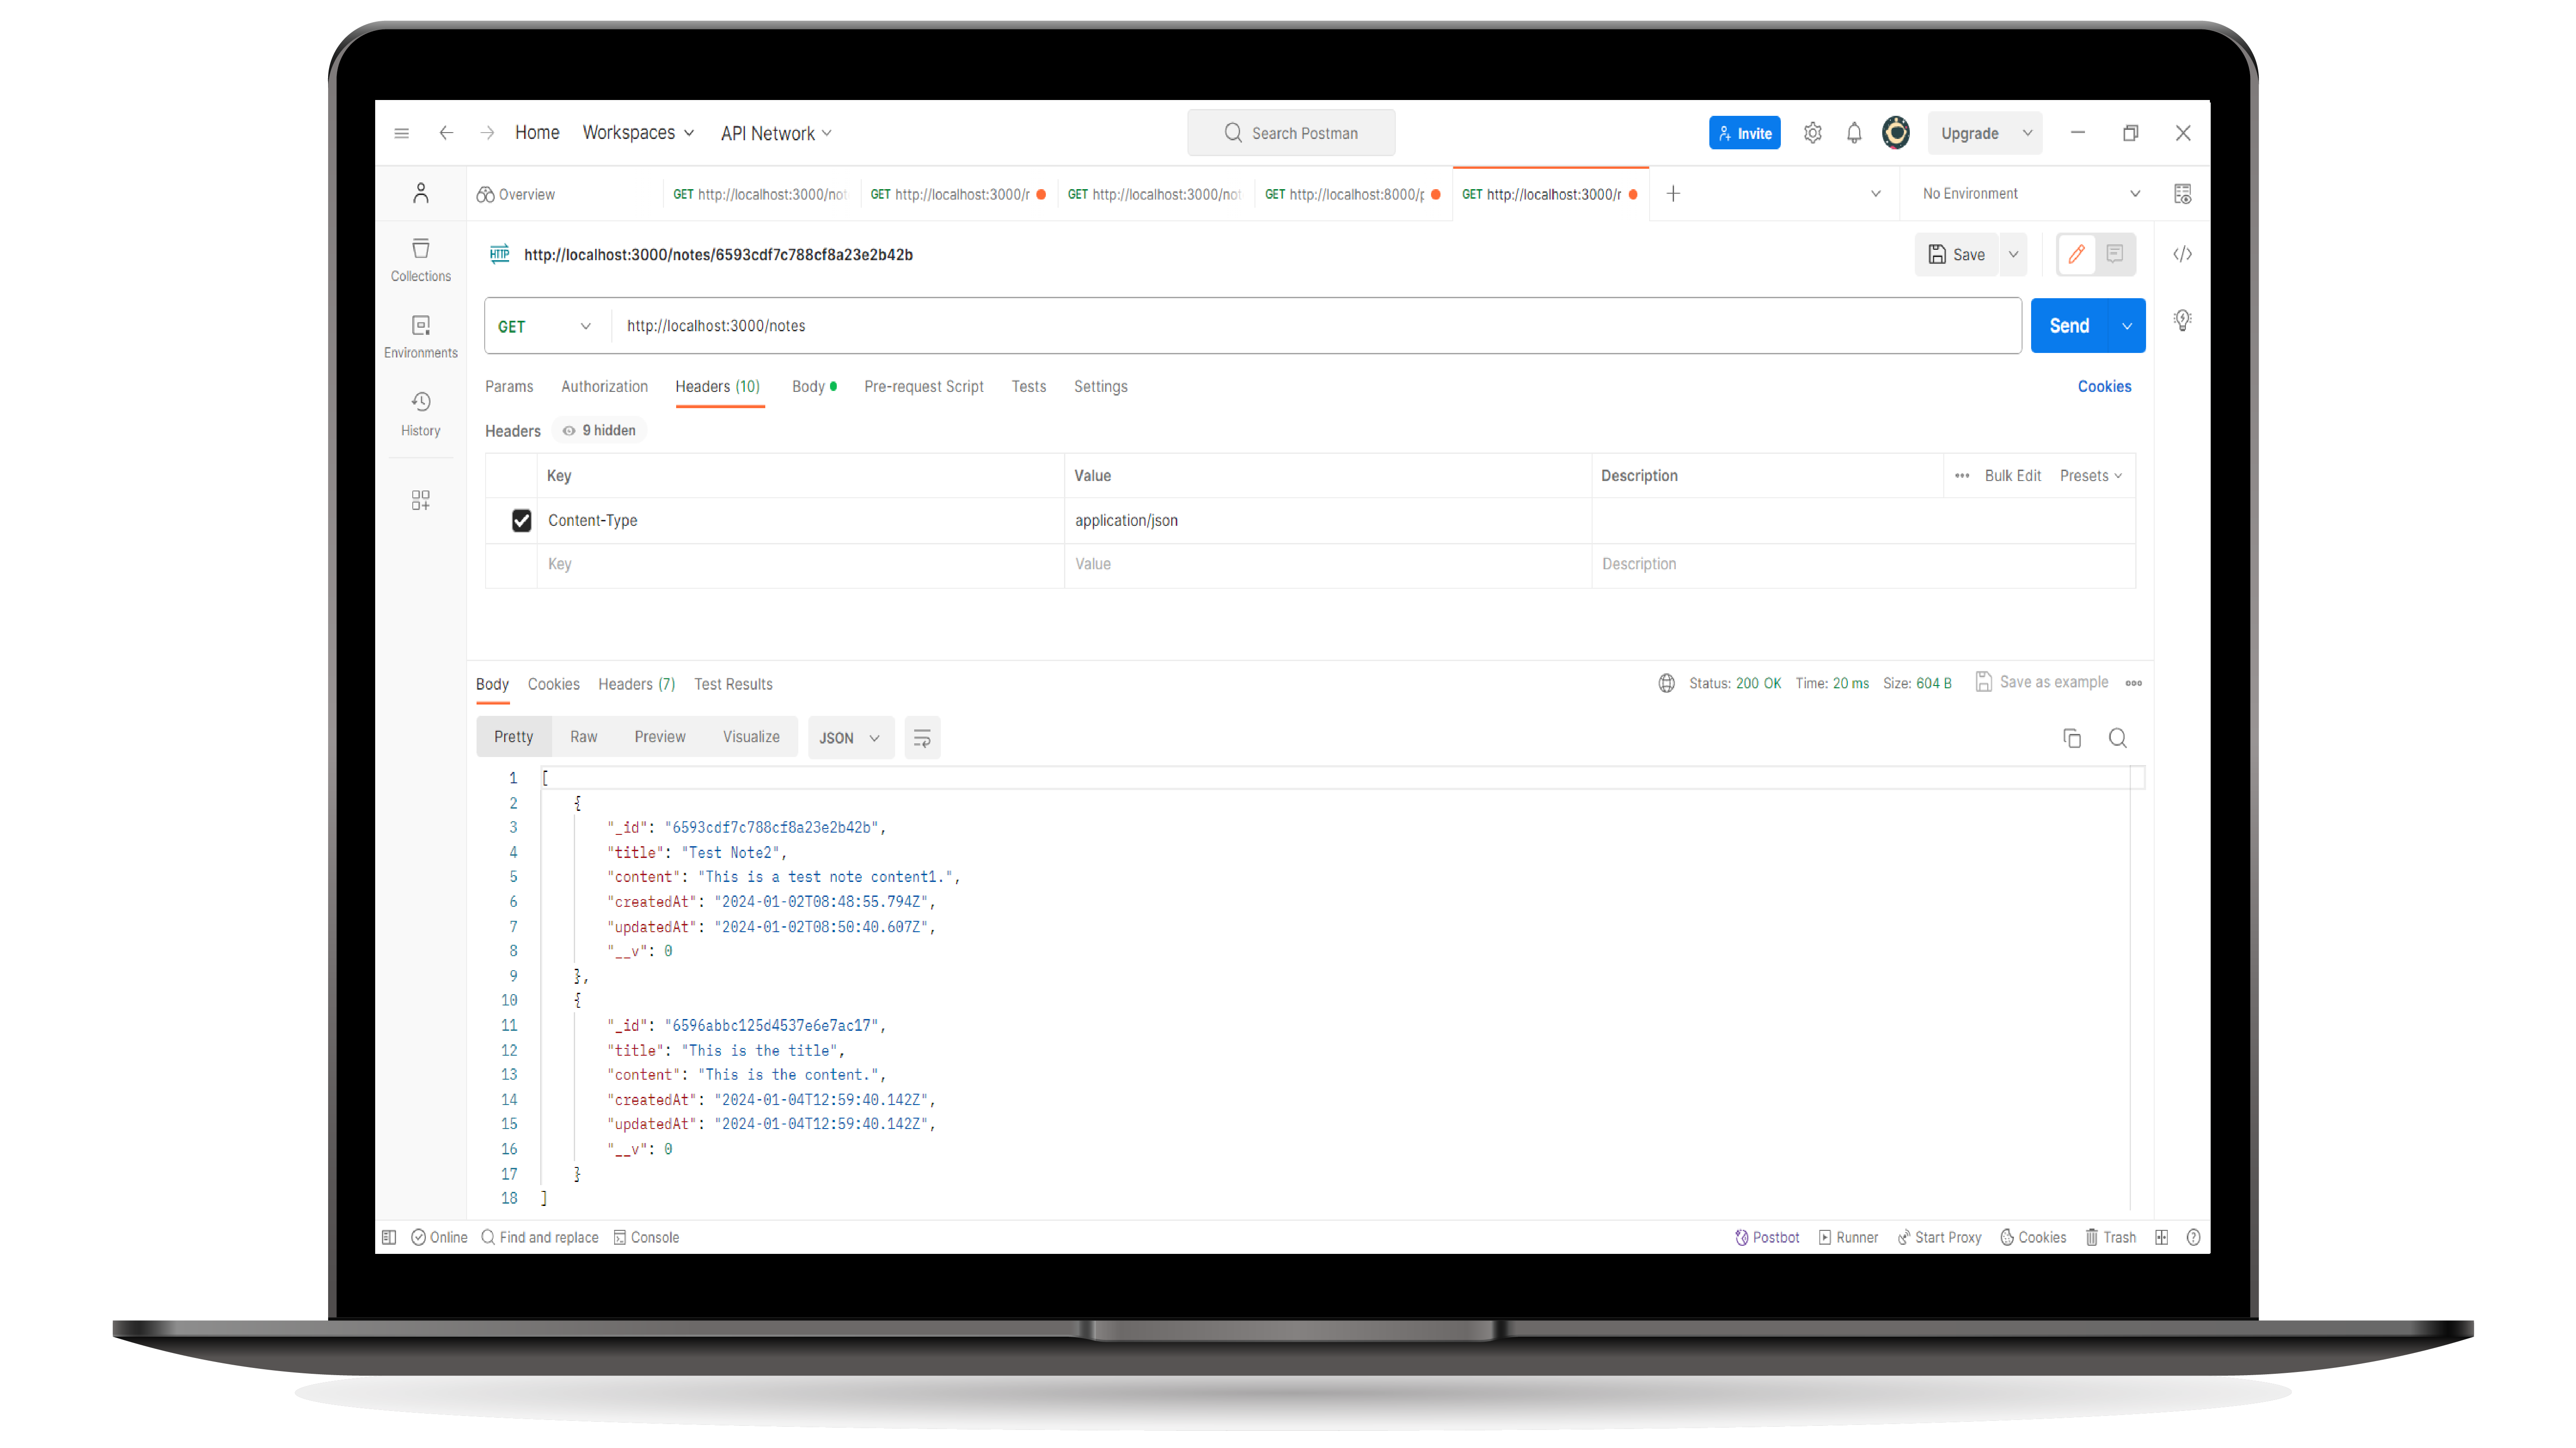 Home Workspaces API Network Search Postman Invite Upgrade
Overview GET http://localhost:3000/not GET http://localhost:3000/r GET http://localhost:3000/not GET http://localhost:8000/p GET http://localhost:3000/r No Environment
HTTP http://localhost:3000/notes/6593cdf7c788cf8a23e2b42b Save
Collections
GET http://localhost:3000/notes Send
Environments
Params Authorization Headers (10) Body Pre-request Script Tests Settings Cookies
History
Headers 9 hidden
Key Value Description Bulk Edit Presets
Content-Type application/json
Key Value Description
Body Cookies Headers (7) Test Results Status: 200 OK Time: 20 ms Size: 604 B Save as example
Pretty Raw Preview Visualize JSON
1 [
2 {
3 "_id": "6593cdf7c788cf8a23e2b42b",
4 "title": "Test Note2",
5 "content": "This is a test note content1.",
6 "createdAt": "2024-01-02T08:48:55.794Z",
7 "updatedAt": "2024-01-02T08:50:40.607Z",
8 "__v": 0
9 },
10 {
11 "_id": "6596abbc125d4537e6e7ac17",
12 "title": "This is the title",
13 "content": "This is the content.",
14 "createdAt": "2024-01-04T12:59:40.142Z",
15 "updatedAt": "2024-01-04T12:59:40.142Z",
16 "__v": 0
17 }
18 ]
Online Find and replace Console Postbot Runner Start Proxy Cookies Trash